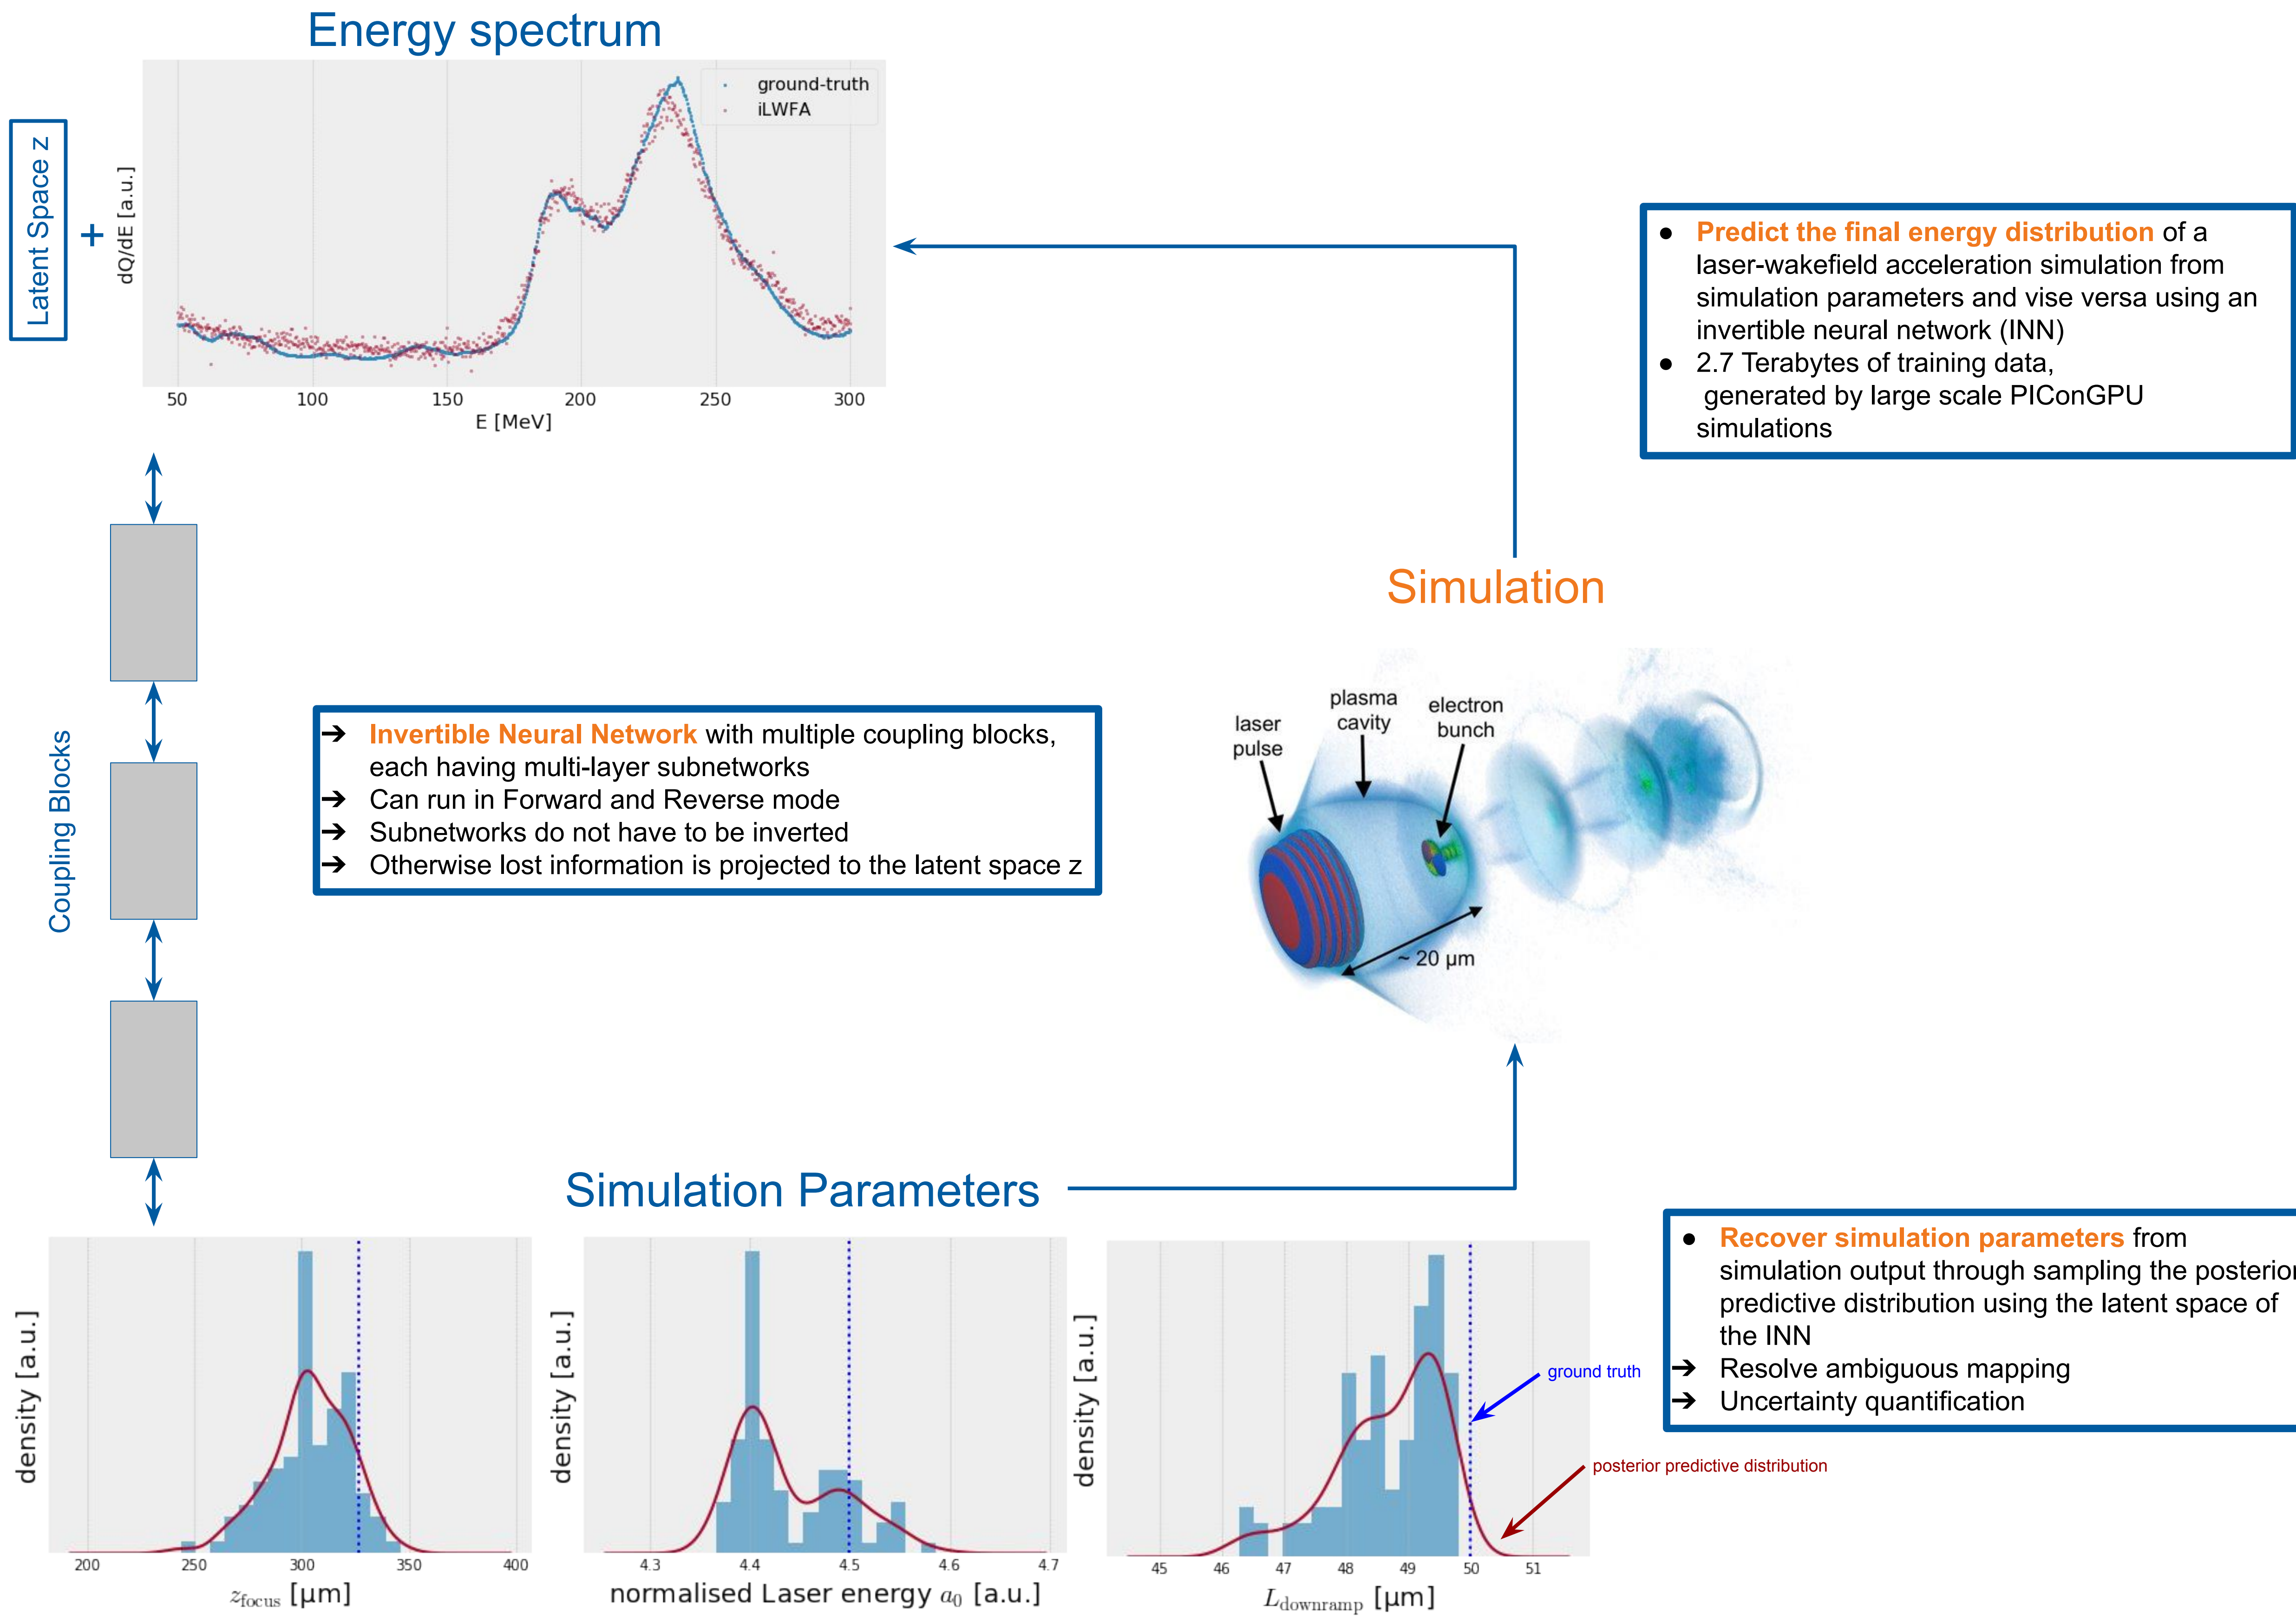 Energy spectrum
ground-truth
iLWFA
Latent Space z
+
dQ/dE [a.u.]
50 100 150 200 250 300
E [MeV]
● Predict the final energy distribution of a
laser-wakefield acceleration simulation from
simulation parameters and vise versa using an
invertible neural network (INN)
● 2.7 Terabytes of training data,
generated by large scale PIConGPU
simulations
Simulation
laser
pulse
plasma
cavity
electron
bunch
~ 20 μm
Coupling Blocks
➔ Invertible Neural Network with multiple coupling blocks,
each having multi-layer subnetworks
➔ Can run in Forward and Reverse mode
➔ Subnetworks do not have to be inverted
➔ Otherwise lost information is projected to the latent space z
Simulation Parameters
density [a.u.]
200 250 300 350 400
z_focus [μm]
density [a.u.]
4.3 4.4 4.5 4.6 4.7
normalised Laser energy a_0 [a.u.]
density [a.u.]
45 46 47 48 49 50 51
L_downramp [μm]
ground truth
posterior predictive distribution
● Recover simulation parameters from
simulation output through sampling the posterior
predictive distribution using the latent space of
the INN
➔ Resolve ambiguous mapping
➔ Uncertainty quantification